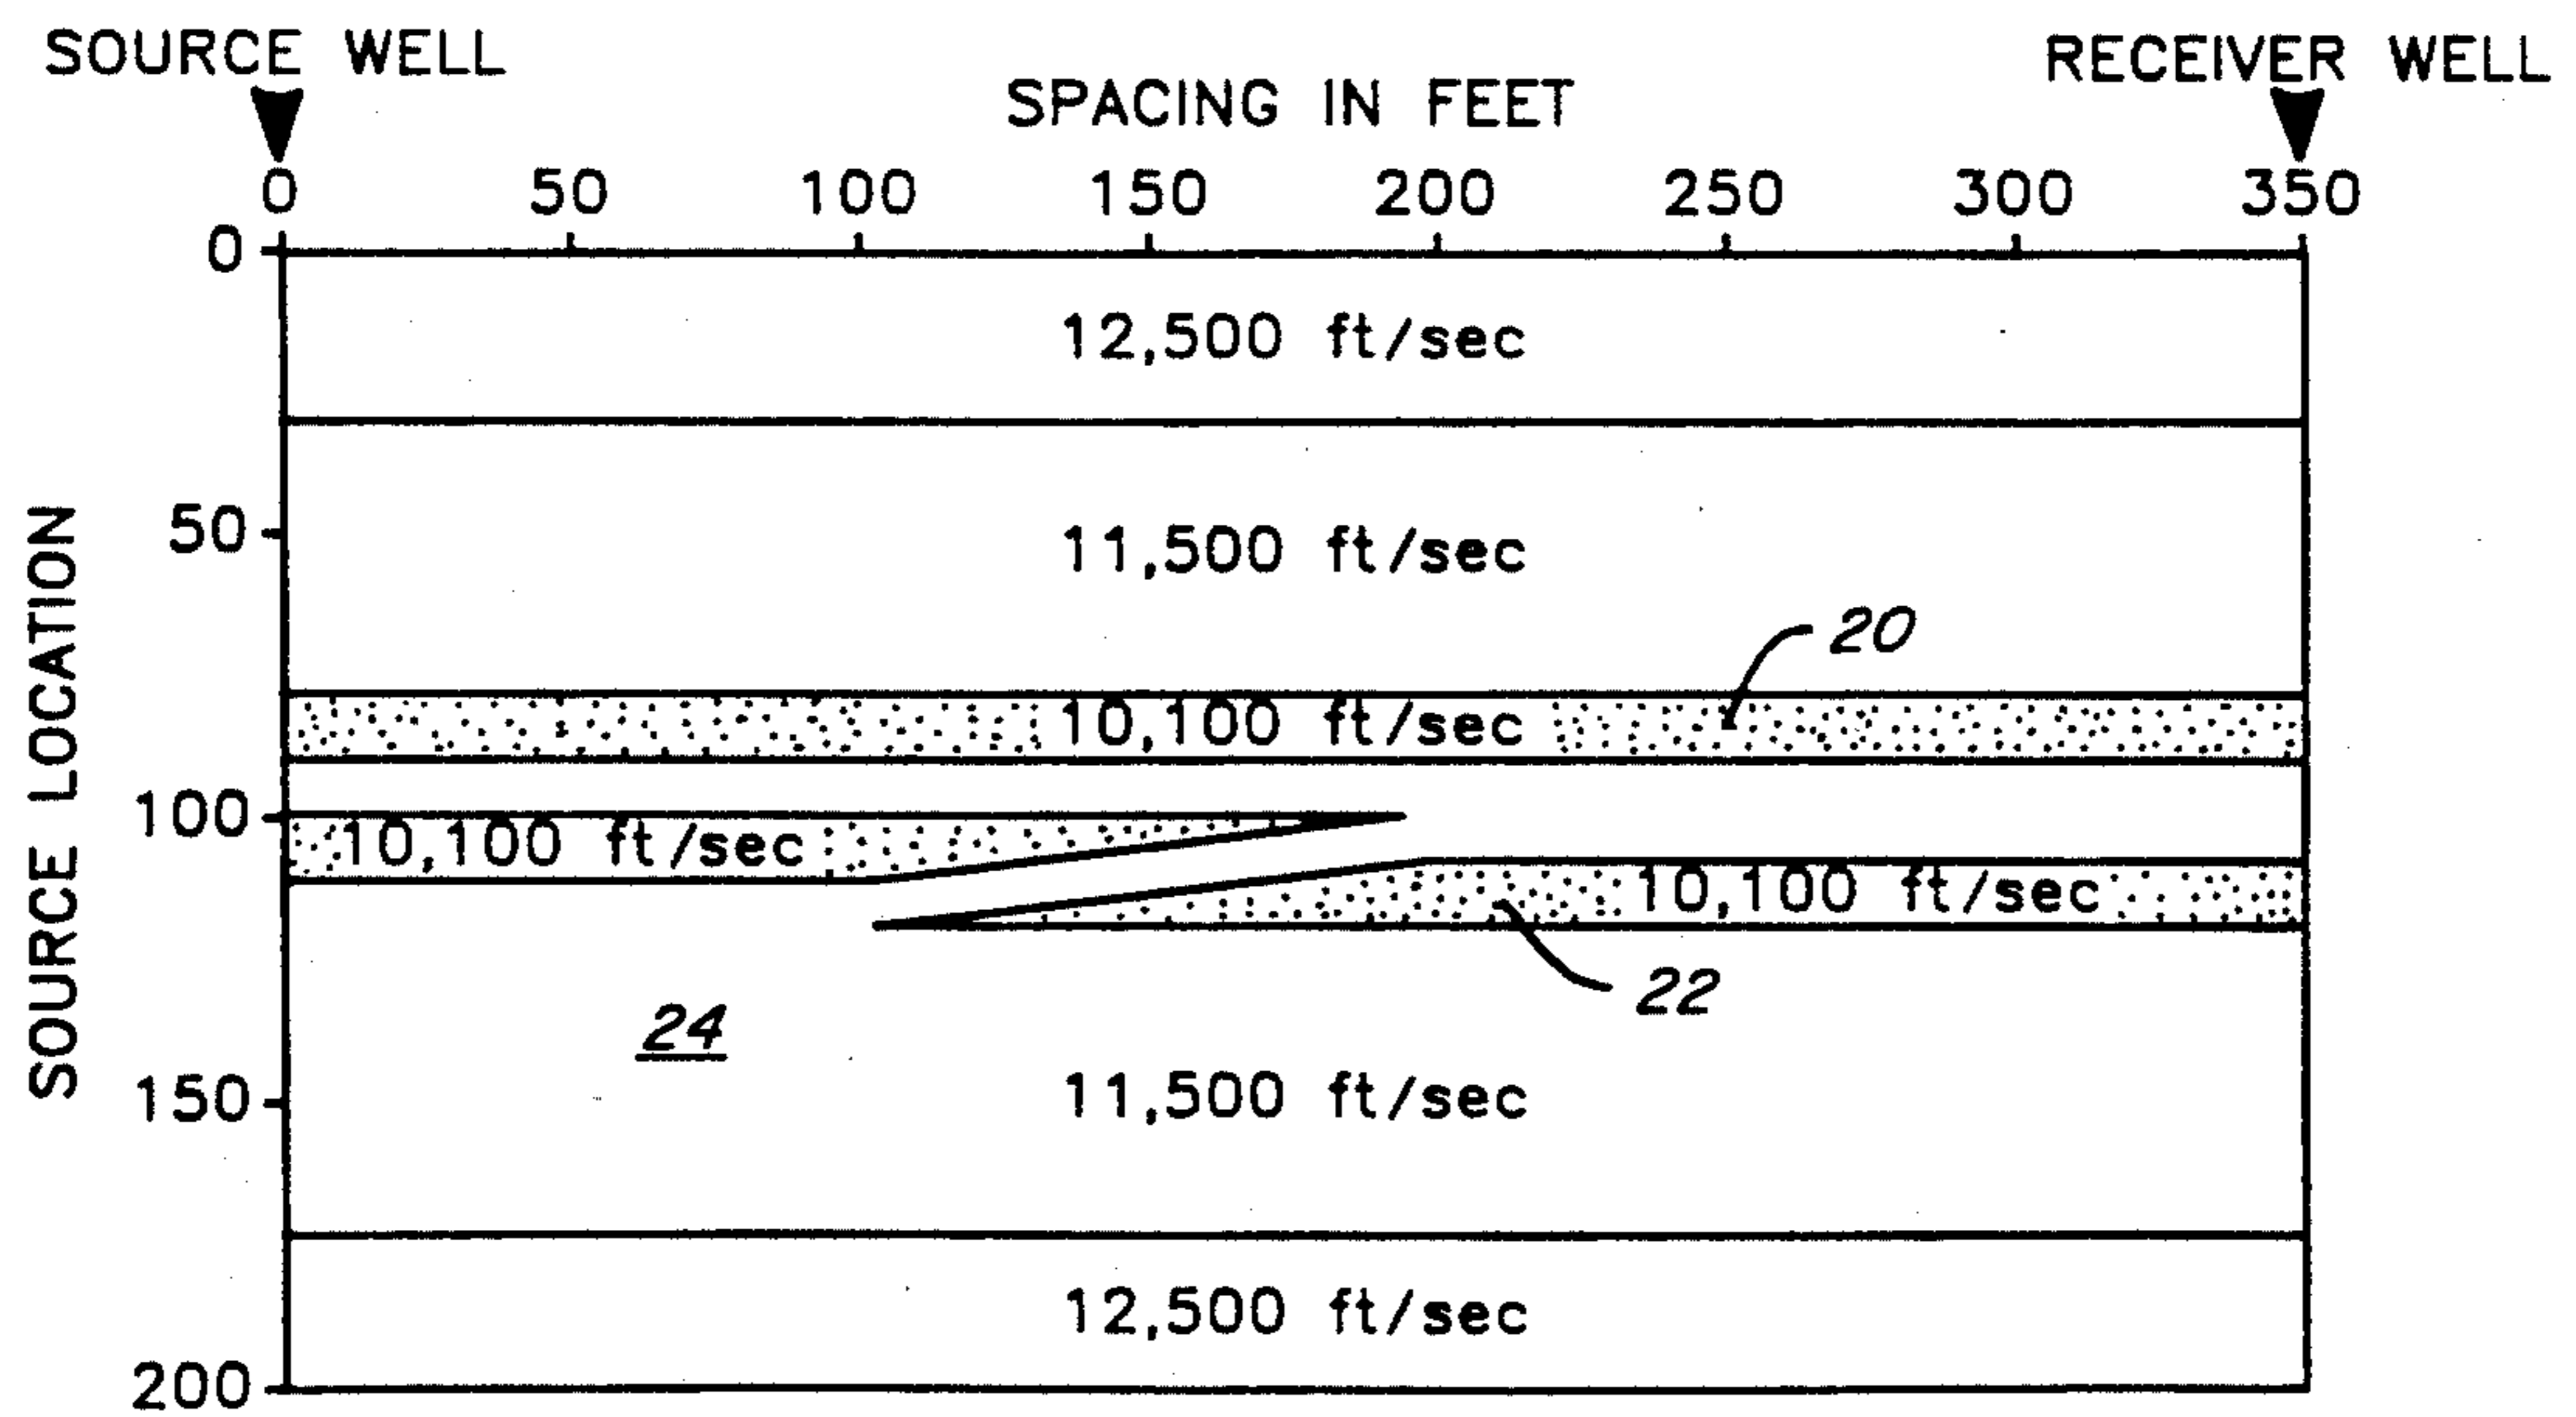 SOURCE WELL
RECEIVER WELL
SPACING IN FEET
0 50 100 150 200 250 300 350
0
12,500 ft/sec
50
11,500 ft/sec
SOURCE LOCATION
20
10,100 ft/sec
100
10,100 ft/sec
10,100 ft/sec
22
24
150
11,500 ft/sec
12,500 ft/sec
200